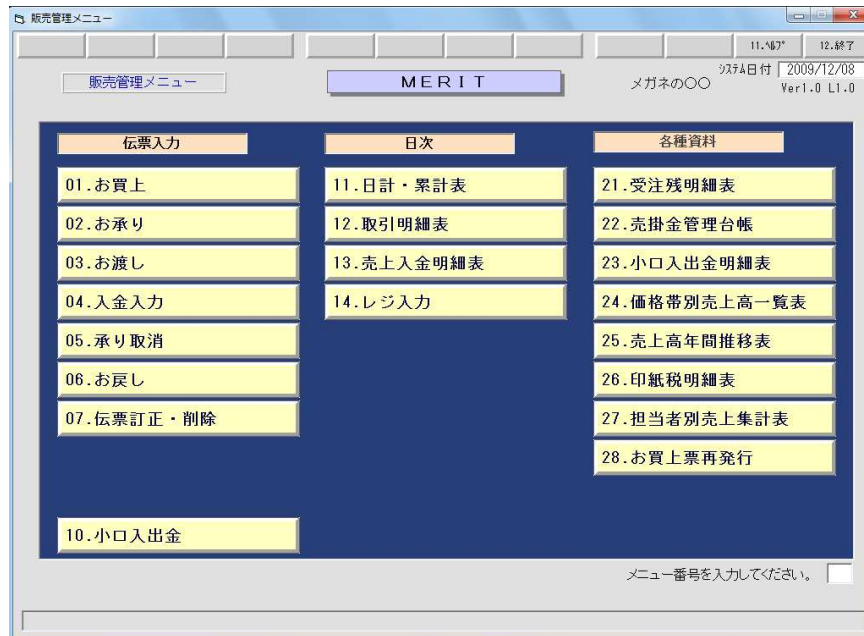 販売管理メニュー
11.ﾍﾙﾌﾟ 12.終了
販売管理メニュー
MERIT
メガネの〇〇
ｼｽﾃﾑ日付 2009/12/08
Ver1.0 L1.0
伝票入力
01.お買上
02.お承り
03.お渡し
04.入金入力
05.承り取消
06.お戻し
07.伝票訂正・削除
10.小口入出金
日次
11.日計・累計表
12.取引明細表
13.売上入金明細表
14.レジ入力
各種資料
21.受注残明細表
22.売掛金管理台帳
23.小口入出金明細表
24.価格帯別売上高一覧表
25.売上高年間推移表
26.印紙税明細表
27.担当者別売上集計表
28.お買上票再発行
メニュー番号を入力してください。